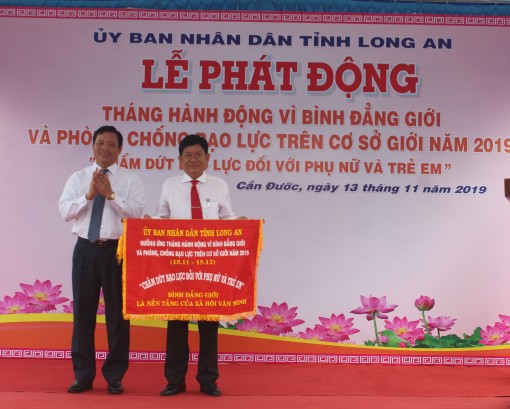 ỦY BAN NHÂN DÂN TỈNH LONG AN
LỄ PHÁT ĐỘNG
THÁNG HÀNH ĐỘNG VÌ BÌNH ĐẲNG GIỚI
VÀ PHÒNG CHỐNG BẠO LỰC TRÊN CƠ SỞ GIỚI NĂM 2019
ẤM DỨT LỰC ĐỐI VỚI PHỤ NỮ VÀ TRẺ EM"
Cần Đước, ngày 13 tháng 11 năm 2019
ỦY BAN NHÂN DÂN TỈNH LONG AN
HƯỞNG ỨNG THÁNG HÀNH ĐỘNG VÌ BÌNH ĐẲNG GIỚI
VÀ PHÒNG, CHỐNG BẠO LỰC TRÊN CƠ SỞ GIỚI NĂM 2019
(15.11 - 15.12)
"CHẤM DỨT BẠO LỰC ĐỐI VỚI PHỤ NỮ VÀ TRẺ EM"
BÌNH ĐẲNG GIỚI
LÀ NỀN TẢNG CỦA XÃ HỘI VĂN MINH